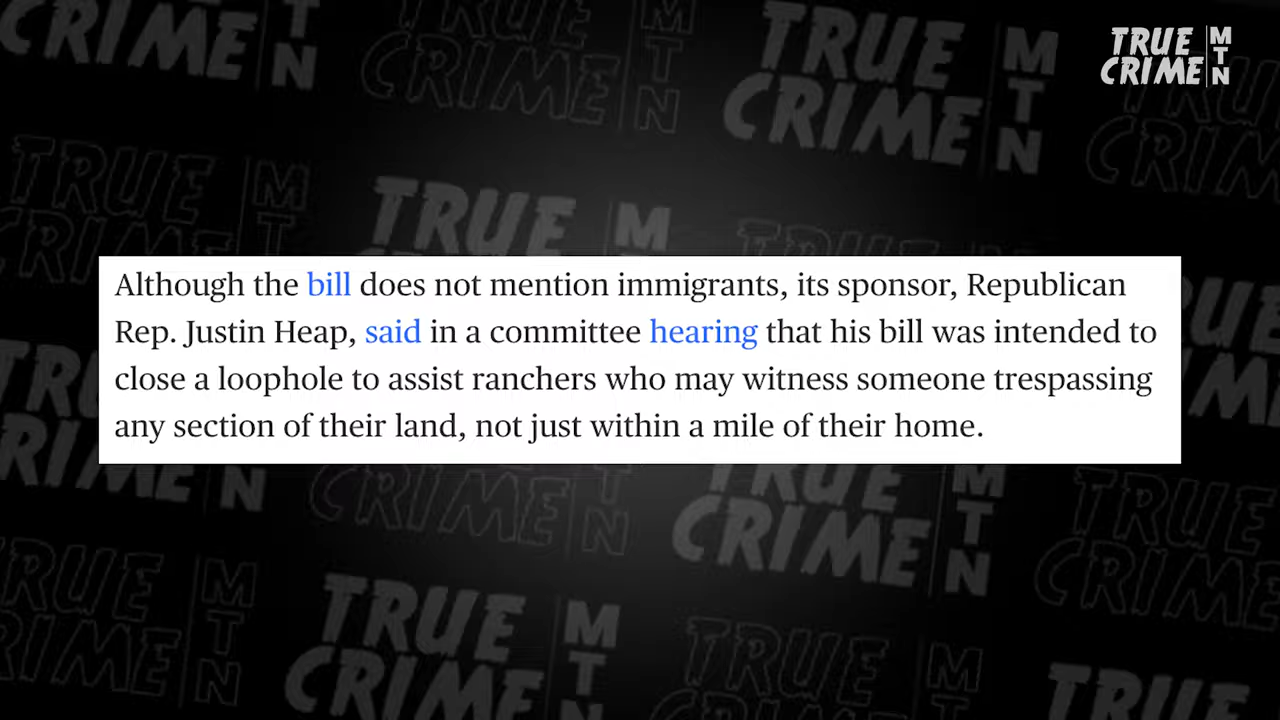 TRUE CRIME MTN
Although the bill does not mention immigrants, its sponsor, Republican
Rep. Justin Heap, said in a committee hearing that his bill was intended to
close a loophole to assist ranchers who may witness someone trespassing
any section of their land, not just within a mile of their home.